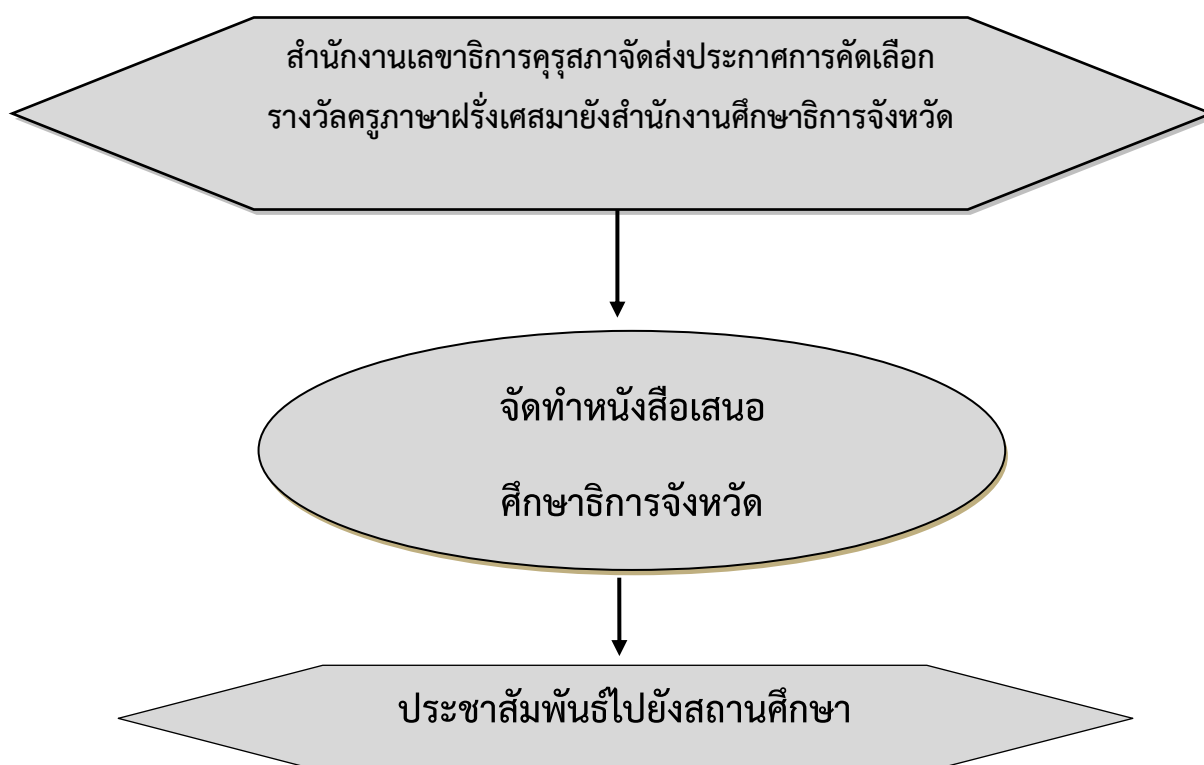 สำนักงานเลขาธิการคุรุสภาจัดส่งประกาศการคัดเลือก
รางวัลครูภาษาฝรั่งเศสมายังสำนักงานศึกษาธิการจังหวัด
จัดทำหนังสือเสนอ
ศึกษาธิการจังหวัด
ประชาสัมพันธ์ไปยังสถานศึกษา